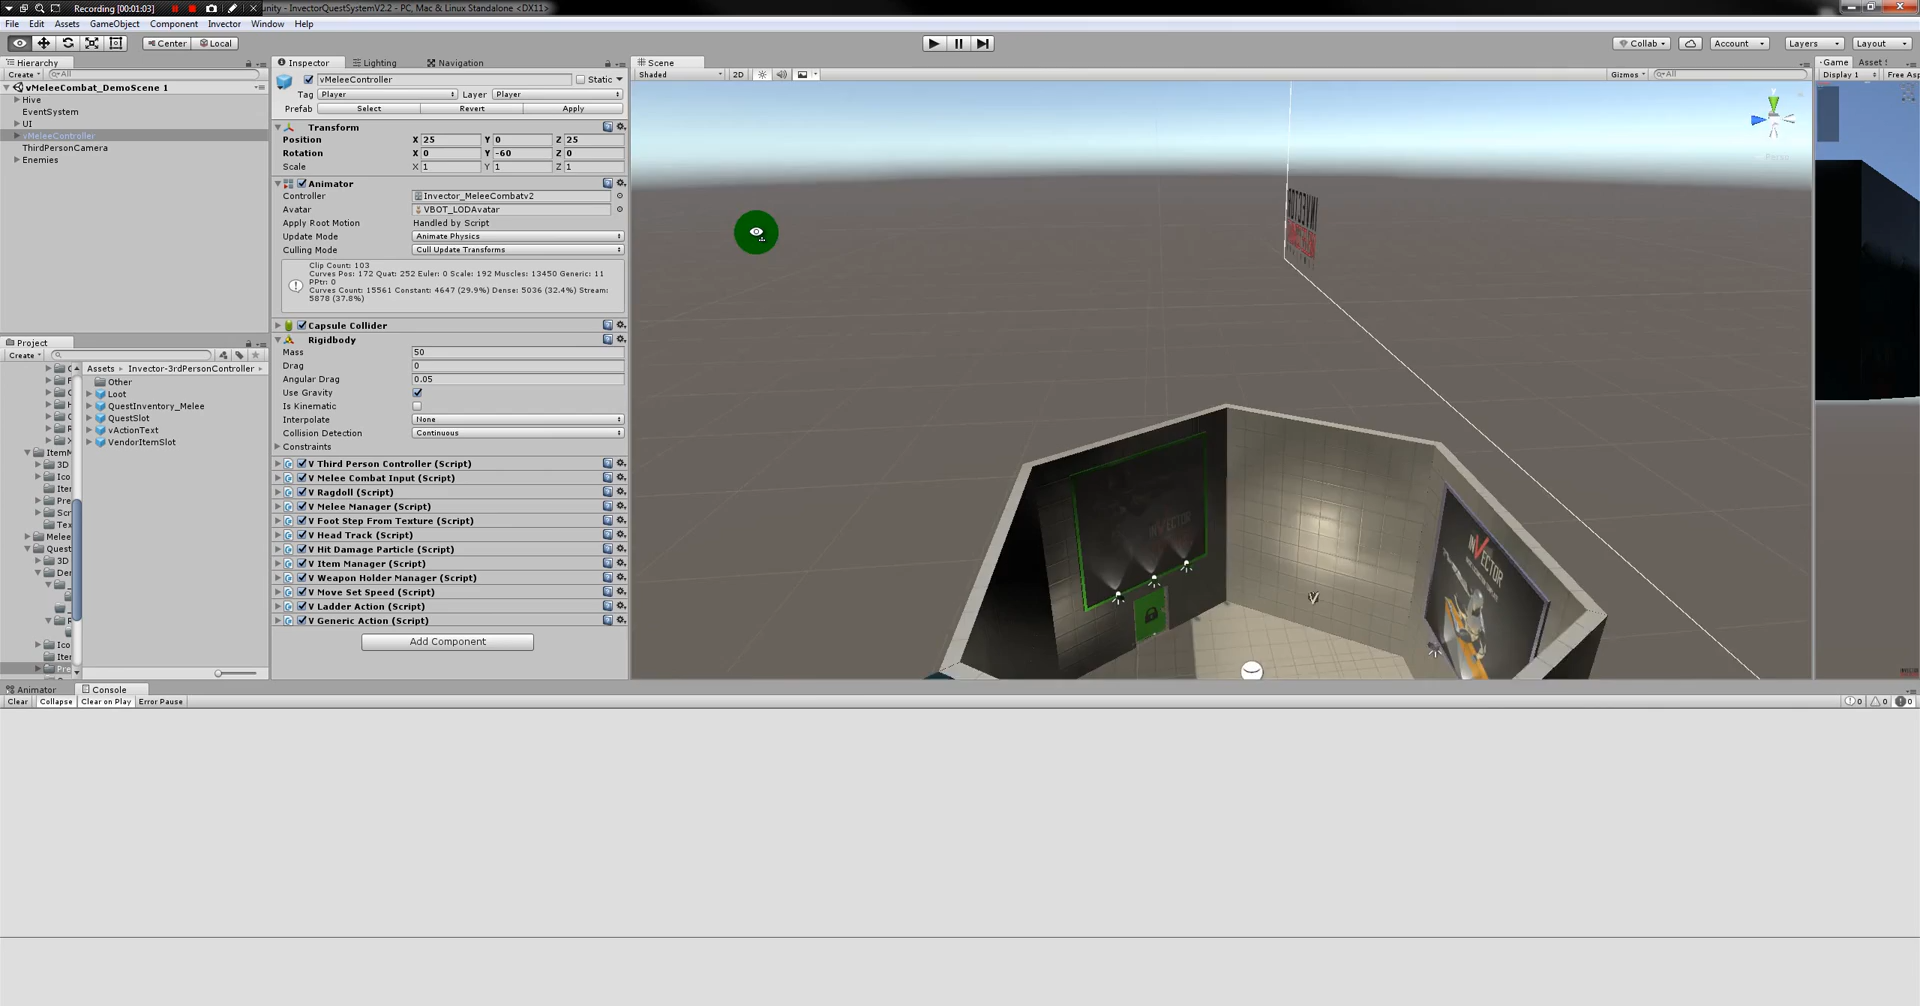 Recording [00:01:03]
unity - InvectorQuestSystemV2.2 - PC, Mac & Linux Standalone <DX11>
File Edit Assets GameObject Component Invector Window Help
Center Local
Collab Account Layers Layout
Hierarchy
Create All
vMeleeCombat_DemoScene 1
Hive
EventSystem
UI
vMeleeController
ThirdPersonCamera
Enemies
Project
Create
Assets Invector-3rdPersonController
Other
Loot
QuestInventory_Melee
QuestSlot
vActionText
VendorItemSlot
ItemM
3D
Ico
Iter
Pre
Scr
Tex
Melee
Quest
3D
De
Ico
Iter
Pre
Inspector Lighting Navigation
vMeleeController Static
Tag Player Layer Player
Prefab Select Revert Apply
Transform
Position X 25 Y 0 Z 25
Rotation X 0 Y -60 Z 0
Scale X 1 Y 1 Z 1
Animator
Controller Invector_MeleeCombatv2
Avatar VBOT_LODAvatar
Apply Root Motion Handled by Script
Update Mode Animate Physics
Culling Mode Cull Update Transforms
Clip Count: 103
Curves Pos: 172 Quat: 252 Euler: 0 Scale: 192 Muscles: 13450 Generic: 11
PPtr: 0
Curves Count: 15561 Constant: 4647 (29.9%) Dense: 5036 (32.4%) Stream:
5878 (37.8%)
Capsule Collider
Rigidbody
Mass 50
Drag 0
Angular Drag 0.05
Use Gravity
Is Kinematic
Interpolate None
Collision Detection Continuous
Constraints
V Third Person Controller (Script)
V Melee Combat Input (Script)
V Ragdoll (Script)
V Melee Manager (Script)
V Foot Step From Texture (Script)
V Head Track (Script)
V Hit Damage Particle (Script)
V Item Manager (Script)
V Weapon Holder Manager (Script)
V Move Set Speed (Script)
V Ladder Action (Script)
V Generic Action (Script)
Add Component
Scene
Shaded 2D Gizmos All
Persp
INVECTOR
INVECTOR
INVECTOR
Game Asset
Display 1 Free Asp
Animator Console
Clear Collapse Clear on Play Error Pause
0 0 0